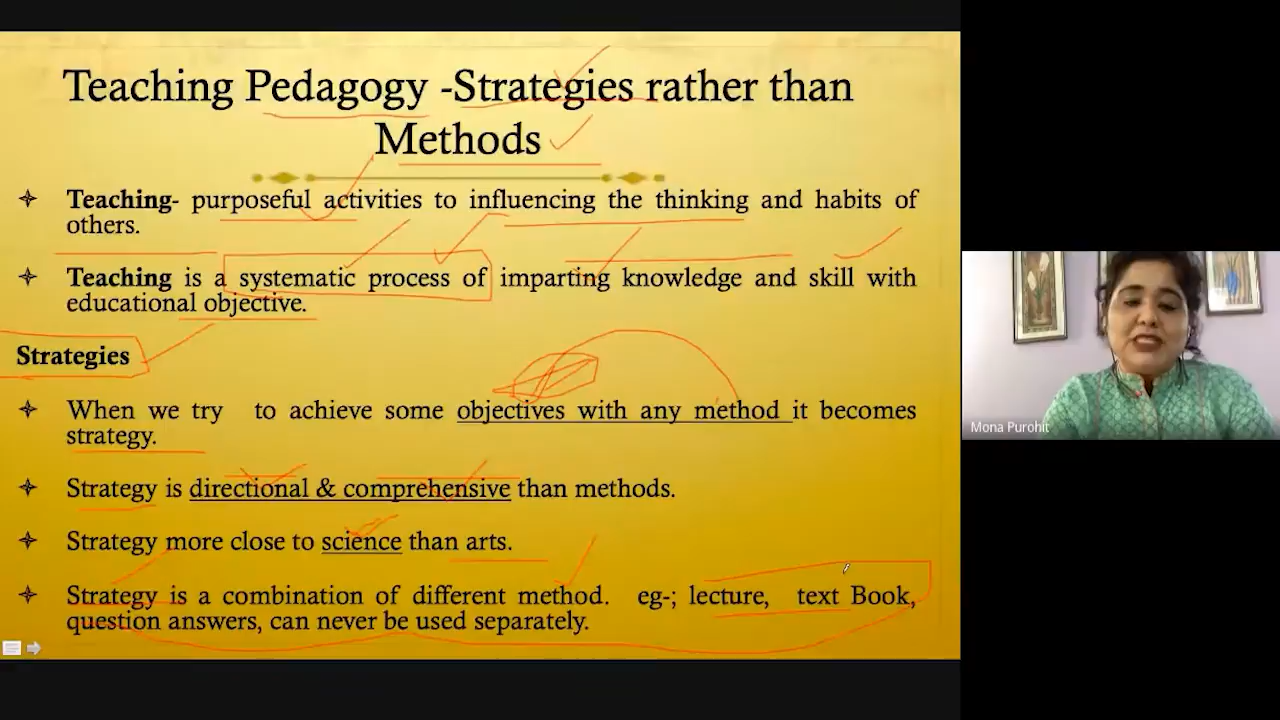 Teaching Pedagogy -Strategies rather than
Methods
Teaching- purposeful activities to influencing the thinking and habits of
others.
Teaching is a systematic process of imparting knowledge and skill with
educational objective.
Strategies
When we try to achieve some objectives with any method it becomes
strategy.
Strategy is directional & comprehensive than methods.
Strategy more close to science than arts.
Strategy is a combination of different method. eg-; lecture, text Book,
question answers, can never be used separately.
Mona Purohit